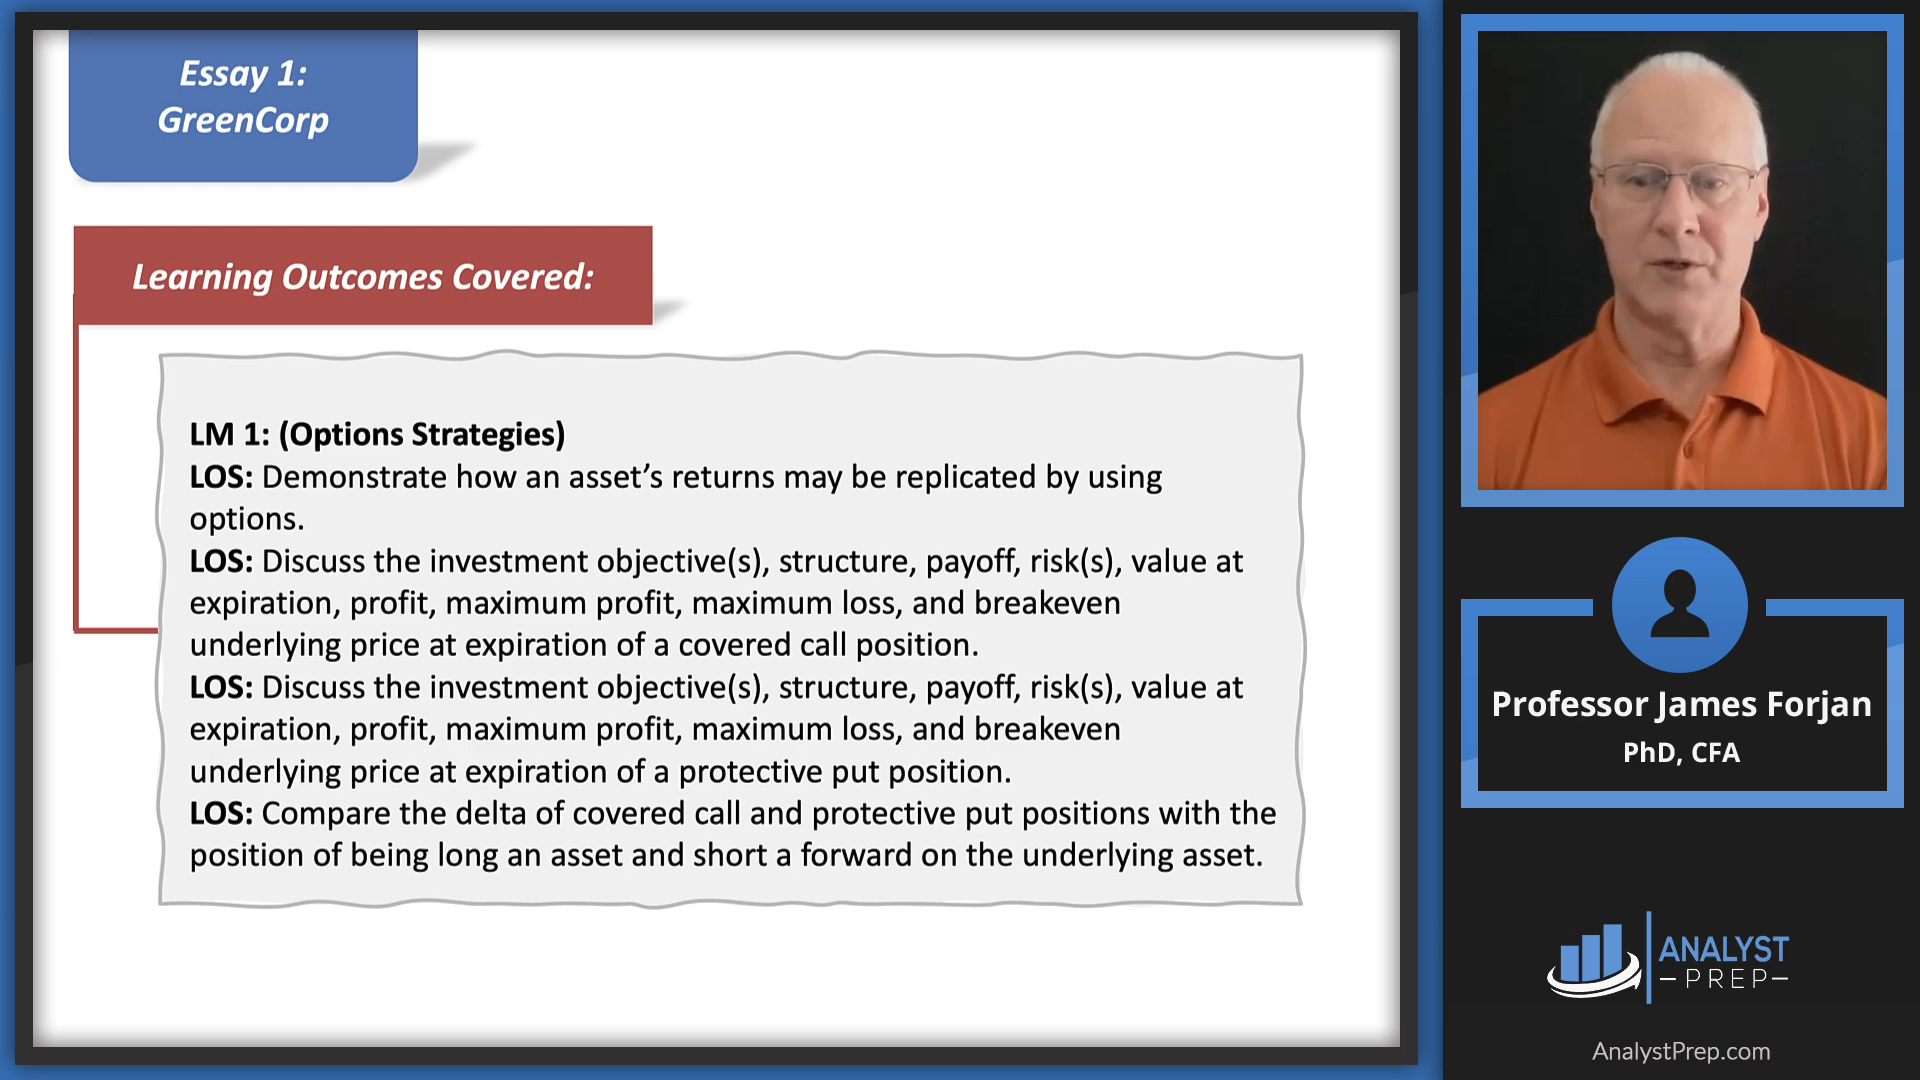 Essay 1:
GreenCorp
Learning Outcomes Covered:
LM 1: (Options Strategies)
LOS: Demonstrate how an asset’s returns may be replicated by using
options.
LOS: Discuss the investment objective(s), structure, payoff, risk(s), value at
expiration, profit, maximum profit, maximum loss, and breakeven
underlying price at expiration of a covered call position.
LOS: Discuss the investment objective(s), structure, payoff, risk(s), value at
expiration, profit, maximum profit, maximum loss, and breakeven
underlying price at expiration of a protective put position.
LOS: Compare the delta of covered call and protective put positions with the
position of being long an asset and short a forward on the underlying asset.
Professor James Forjan
PhD, CFA
ANALYST
PREP
AnalystPrep.com